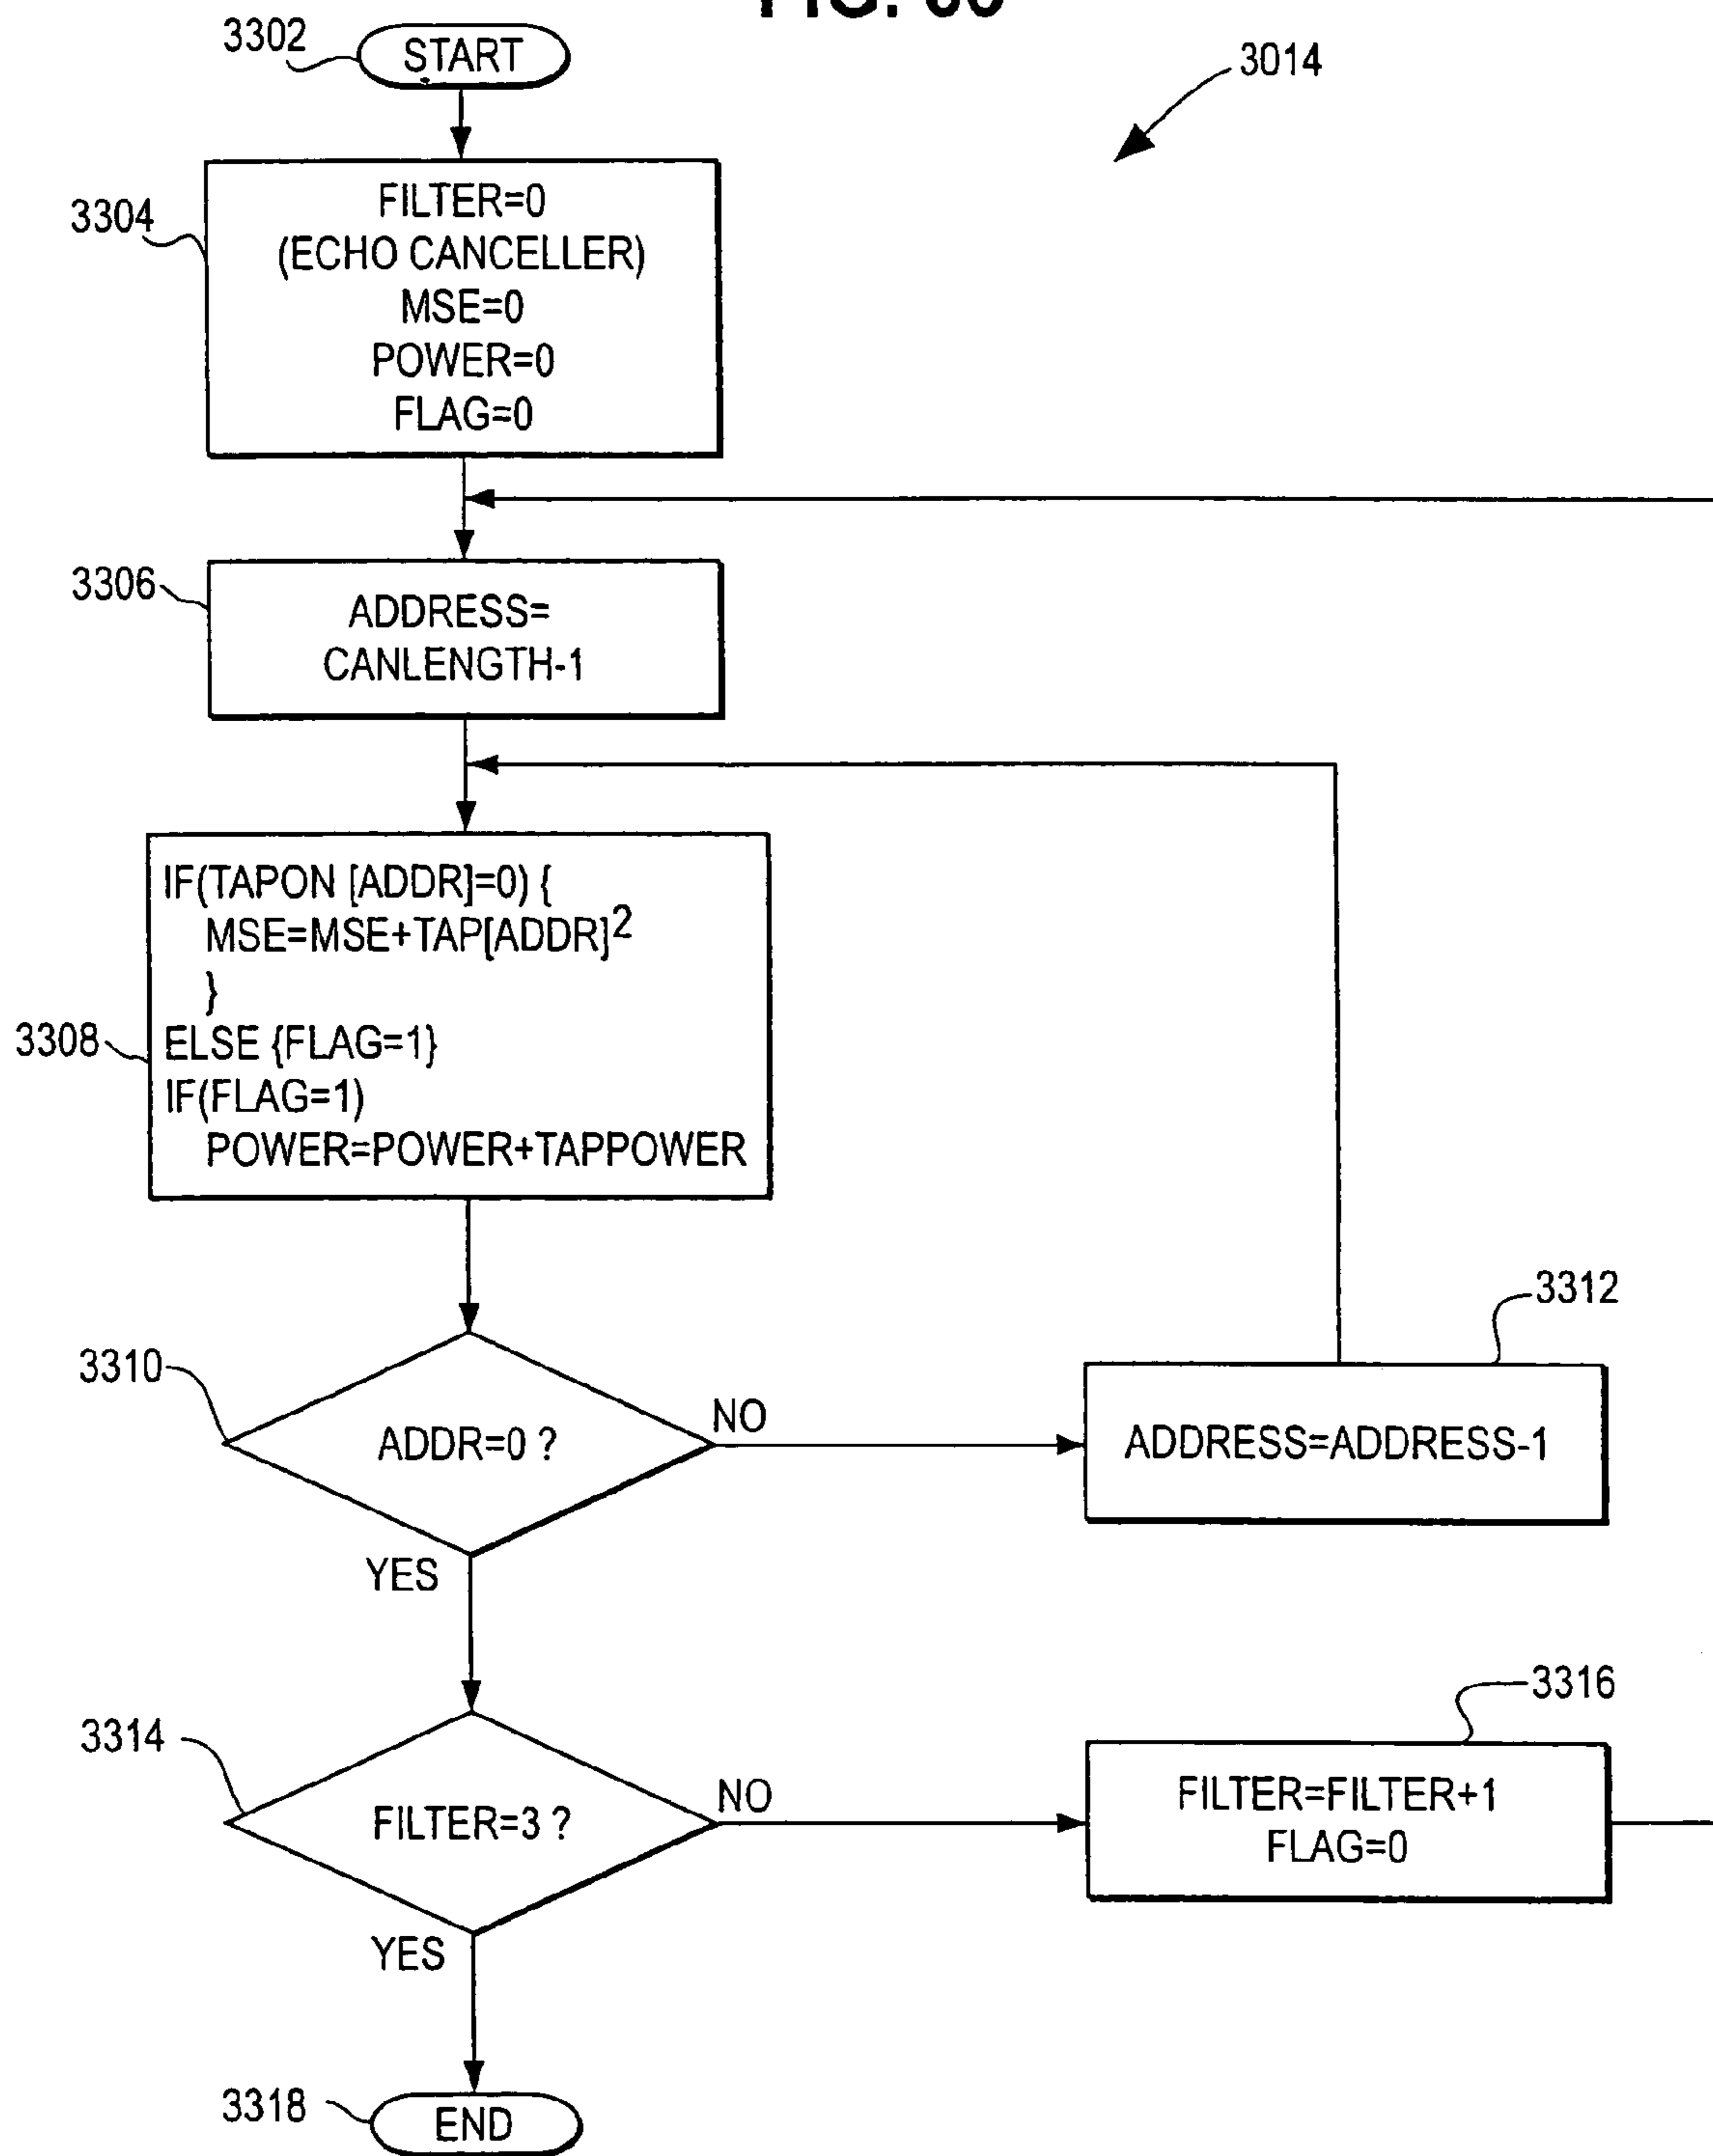 3302
START
3014
3304
FILTER=0
(ECHO CANCELLER)
MSE=0
POWER=0
FLAG=0
3306
ADDRESS=
CANLENGTH-1
IF(TAPON [ADDR]=0) {
MSE=MSE+TAP[ADDR]²
}
3308
ELSE {FLAG=1}
IF(FLAG=1)
POWER=POWER+TAPPOWER
3312
3310
ADDR=0 ?
NO
ADDRESS=ADDRESS-1
YES
3316
3314
FILTER=3 ?
NO
FILTER=FILTER+1
FLAG=0
YES
3318
END